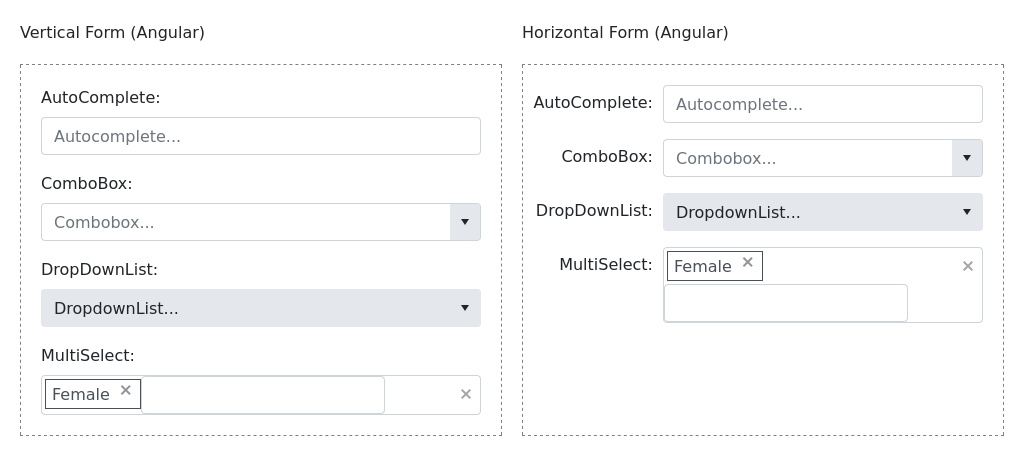 Vertical Form (Angular)
AutoComplete:
Autocomplete...
ComboBox:
Combobox...
DropDownList:
DropdownList...
MultiSelect:
Female
Horizontal Form (Angular)
AutoComplete:
Autocomplete...
ComboBox:
Combobox...
DropDownList:
DropdownList...
MultiSelect:
Female